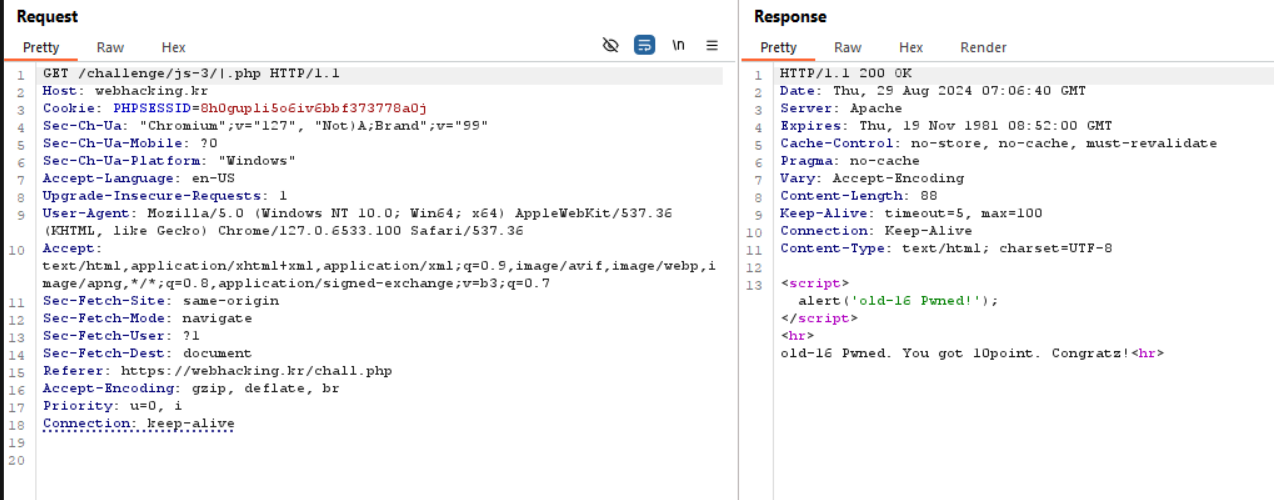 Request
Pretty Raw Hex \n
1 GET /challenge/js-3/|.php HTTP/1.1
2 Host: webhacking.kr
3 Cookie: PHPSESSID=8h0gupli5o6iv6bbf373778a0j
4 Sec-Ch-Ua: "Chromium";v="127", "Not)A;Brand";v="99"
5 Sec-Ch-Ua-Mobile: ?0
6 Sec-Ch-Ua-Platform: "Windows"
7 Accept-Language: en-US
8 Upgrade-Insecure-Requests: 1
9 User-Agent: Mozilla/5.0 (Windows NT 10.0; Win64; x64) AppleWebKit/537.36
(KHTML, like Gecko) Chrome/127.0.6533.100 Safari/537.36
10 Accept:
text/html,application/xhtml+xml,application/xml;q=0.9,image/avif,image/webp,i
mage/apng,*/*;q=0.8,application/signed-exchange;v=b3;q=0.7
11 Sec-Fetch-Site: same-origin
12 Sec-Fetch-Mode: navigate
13 Sec-Fetch-User: ?1
14 Sec-Fetch-Dest: document
15 Referer: https://webhacking.kr/chall.php
16 Accept-Encoding: gzip, deflate, br
17 Priority: u=0, i
18 Connection: keep-alive
19
20
Response
Pretty Raw Hex Render
1 HTTP/1.1 200 OK
2 Date: Thu, 29 Aug 2024 07:06:40 GMT
3 Server: Apache
4 Expires: Thu, 19 Nov 1981 08:52:00 GMT
5 Cache-Control: no-store, no-cache, must-revalidate
6 Pragma: no-cache
7 Vary: Accept-Encoding
8 Content-Length: 88
9 Keep-Alive: timeout=5, max=100
10 Connection: Keep-Alive
11 Content-Type: text/html; charset=UTF-8
12
13 <script>
alert('old-16 Pwned!');
</script>
<hr>
old-16 Pwned. You got 10point. Congratz!<hr>